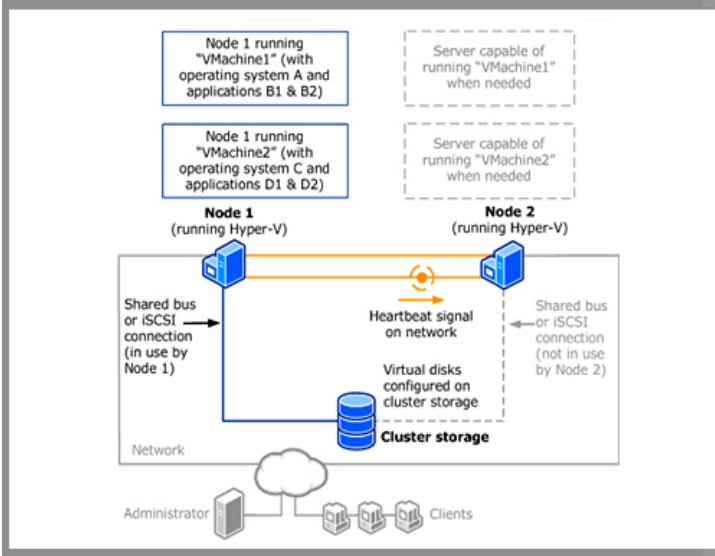 Node 1 running
"VMachine1" (with
operating system A and
applications B1 & B2)
Server capable of
running "VMachine1"
when needed
Node 1 running
"VMachine2" (with
operating system C and
applications D1 & D2)
Server capable of
running "VMachine2"
when needed
Node 1
(running Hyper-V)
Node 2
(running Hyper-V)
Shared bus
or iSCSI
connection
(in use by
Node 1)
Heartbeat signal
on network
Shared bus
or iSCSI
connection
(not in use
by Node 2)
Virtual disks
configured on
cluster storage
Cluster storage
Network
Administrator
Clients